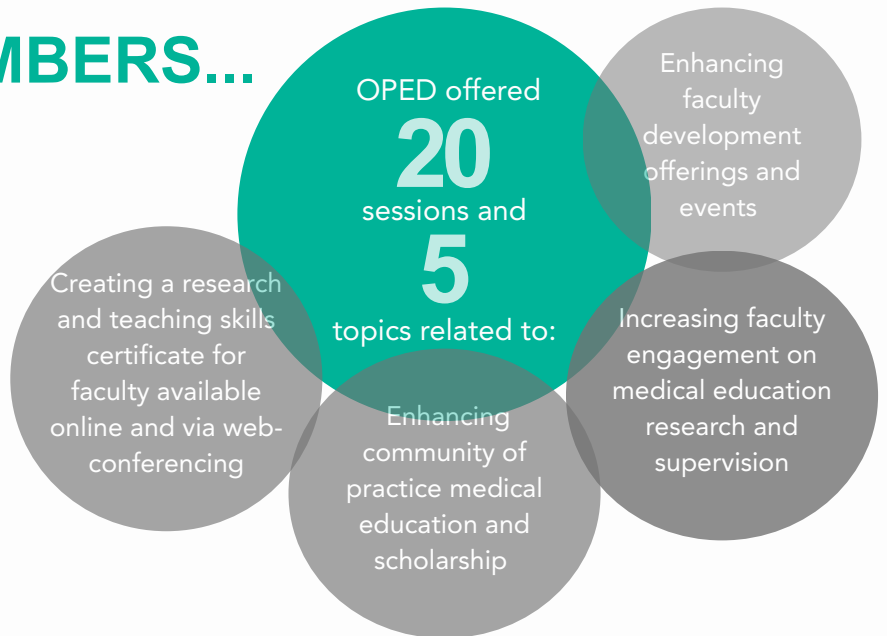 MBERS...
OPED offered
20
sessions and
5
topics related to:
Enhancing
faculty
development
offerings and
events
Increasing faculty
engagement on
medical education
research and
supervision
Enhancing
community of
practice medical
education and
scholarship
Creating a research
and teaching skills
certificate for
faculty available
online and via web-
conferencing